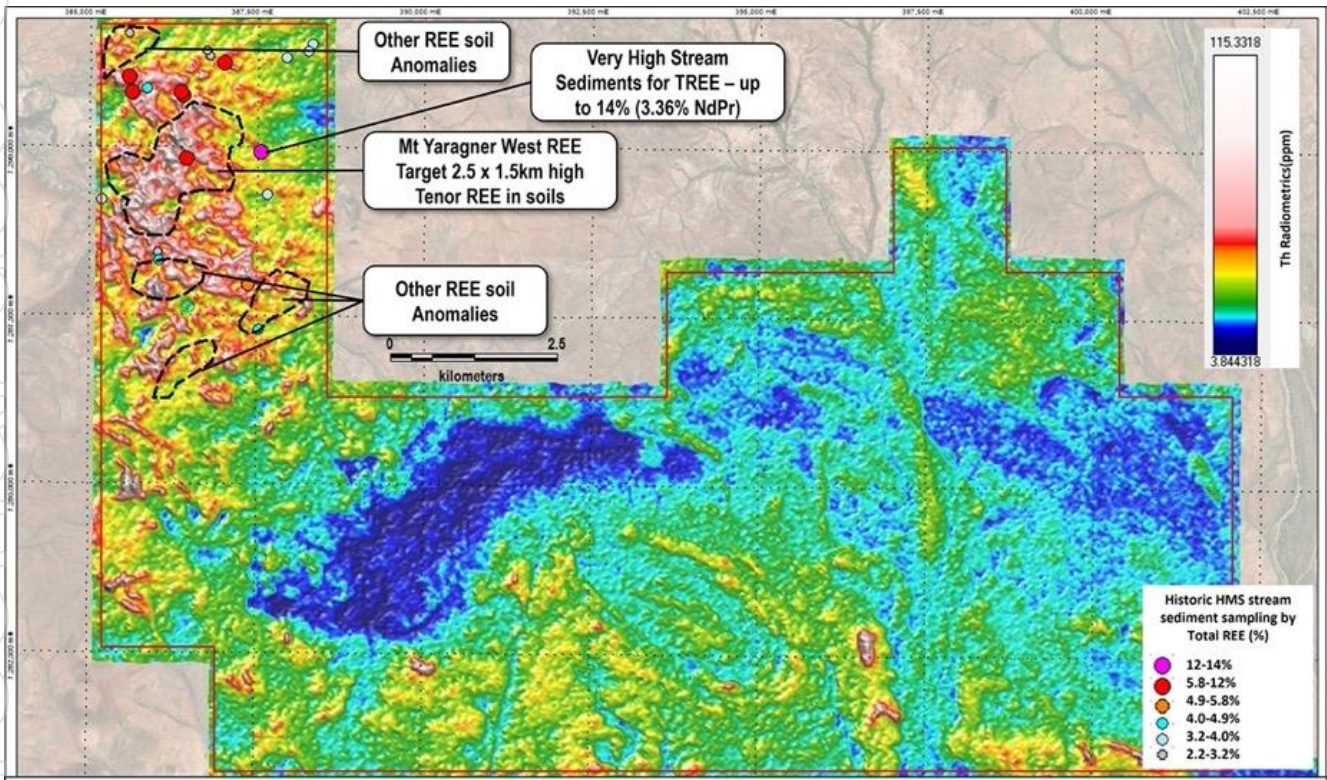 385,000 mE
387,500 mE
390,000 mE
392,500 mE
395,000 mE
397,500 mE
400,000 mE
402,500 mE
Other REE soil
Anomalies
Very High Stream
Sediments for TREE – up
to 14% (3.36% NdPr)
Mt Yaragner West REE
Target 2.5 x 1.5km high
Tenor REE in soils
Other REE soil
Anomalies
0
2.5
kilometers
115.3318
Th Radiometrics(ppm)
3.844318
Historic HMS stream
sediment sampling by
Total REE (%)
12-14%
5.8-12%
4.9-5.8%
4.0-4.9%
3.2-4.0%
2.2-3.2%